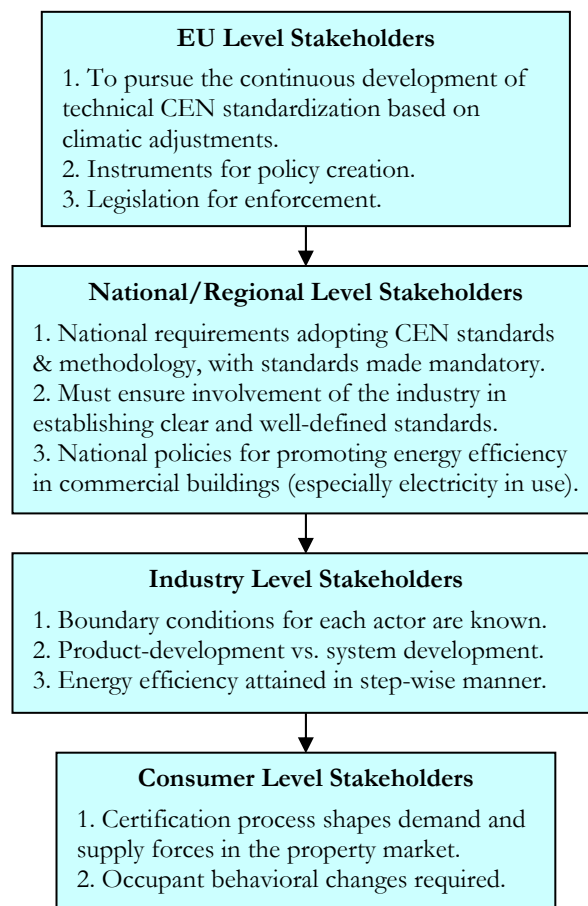 EU Level Stakeholders
1. To pursue the continuous development of
technical CEN standardization based on
climatic adjustments.
2. Instruments for policy creation.
3. Legislation for enforcement.
National/Regional Level Stakeholders
1. National requirements adopting CEN standards
& methodology, with standards made mandatory.
2. Must ensure involvement of the industry in
establishing clear and well-defined standards.
3. National policies for promoting energy efficiency
in commercial buildings (especially electricity in use).
Industry Level Stakeholders
1. Boundary conditions for each actor are known.
2. Product-development vs. system development.
3. Energy efficiency attained in step-wise manner.
Consumer Level Stakeholders
1. Certification process shapes demand and
supply forces in the property market.
2. Occupant behavioral changes required.